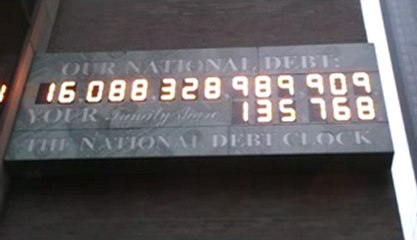 OUR NATIONAL DEBT:
16 088 328 989 909
YOUR Family share 135 768
THE NATIONAL DEBT CLOCK